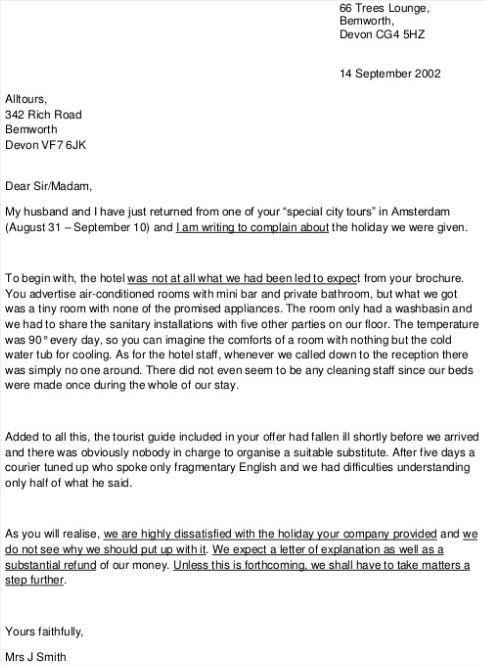 66 Trees Lounge,
Bemworth,
Devon CG4 5HZ
14 September 2002
Alltours,
342 Rich Road
Bemworth
Devon VF7 6JK
Dear Sir/Madam,
My husband and I have just returned from one of your “special city tours” in Amsterdam
(August 31 – September 10) and I am writing to complain about the holiday we were given.
To begin with, the hotel was not at all what we had been led to expect from your brochure.
You advertise air-conditioned rooms with mini bar and private bathroom, but what we got
was a tiny room with none of the promised appliances. The room only had a washbasin and
we had to share the sanitary installations with five other parties on our floor. The temperature
was 90° every day, so you can imagine the comforts of a room with nothing but the cold
water tub for cooling. As for the hotel staff, whenever we called down to the reception there
was simply no one around. There did not even seem to be any cleaning staff since our beds
were made once during the whole of our stay.
Added to all this, the tourist guide included in your offer had fallen ill shortly before we arrived
and there was obviously nobody in charge to organise a suitable substitute. After five days a
courier tuned up who spoke only fragmentary English and we had difficulties understanding
only half of what he said.
As you will realise, we are highly dissatisfied with the holiday your company provided and we
do not see why we should put up with it. We expect a letter of explanation as well as a
substantial refund of our money. Unless this is forthcoming, we shall have to take matters a
step further.
Yours faithfully,
Mrs J Smith